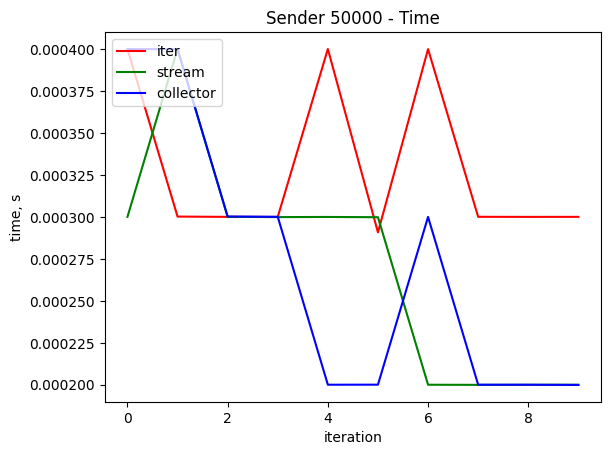 Sender 50000 - Time
iter
stream
collector
time, s
0.000400
0.000375
0.000350
0.000325
0.000300
0.000275
0.000250
0.000225
0.000200
0 2 4 6 8
iteration